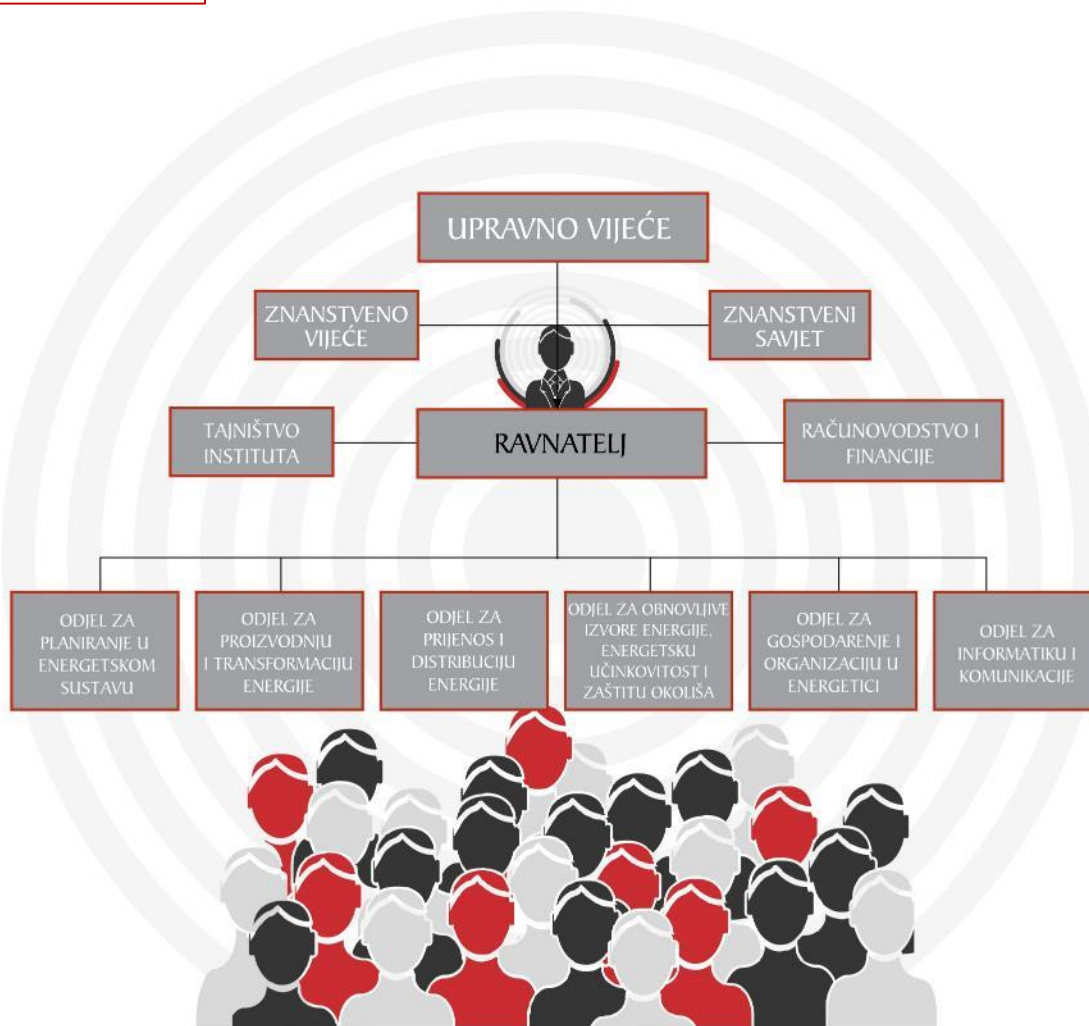 UPRAVNO VIJEĆE
ZNANSTVENO
VIJEĆE
ZNANSTVENI
SAVJET
TAJNIŠTVO
INSTITUTA
RAVNATELJ
RAČUNOVODSTVO I
FINANCIJE
ODJEL ZA
PLANIRANJE U
ENERGETSKOM
SUSTAVU
ODJEL ZA
PROIZVODNJU
I TRANSFORMACIJU
ENERGIJE
ODJEL ZA
PRIJENOS I
DISTRIBUCIJU
ENERGIJE
ODJEL ZA OBNOVLJIVE
IZVORE ENERGIJE,
ENERGETSKU
UČINKOVITOST I
ZAŠTITU OKOLIŠA
ODJEL ZA
GOSPODARENJE I
ORGANIZACIJU U
ENERGETICI
ODJEL ZA
INFORMATIKU I
KOMUNIKACIJE